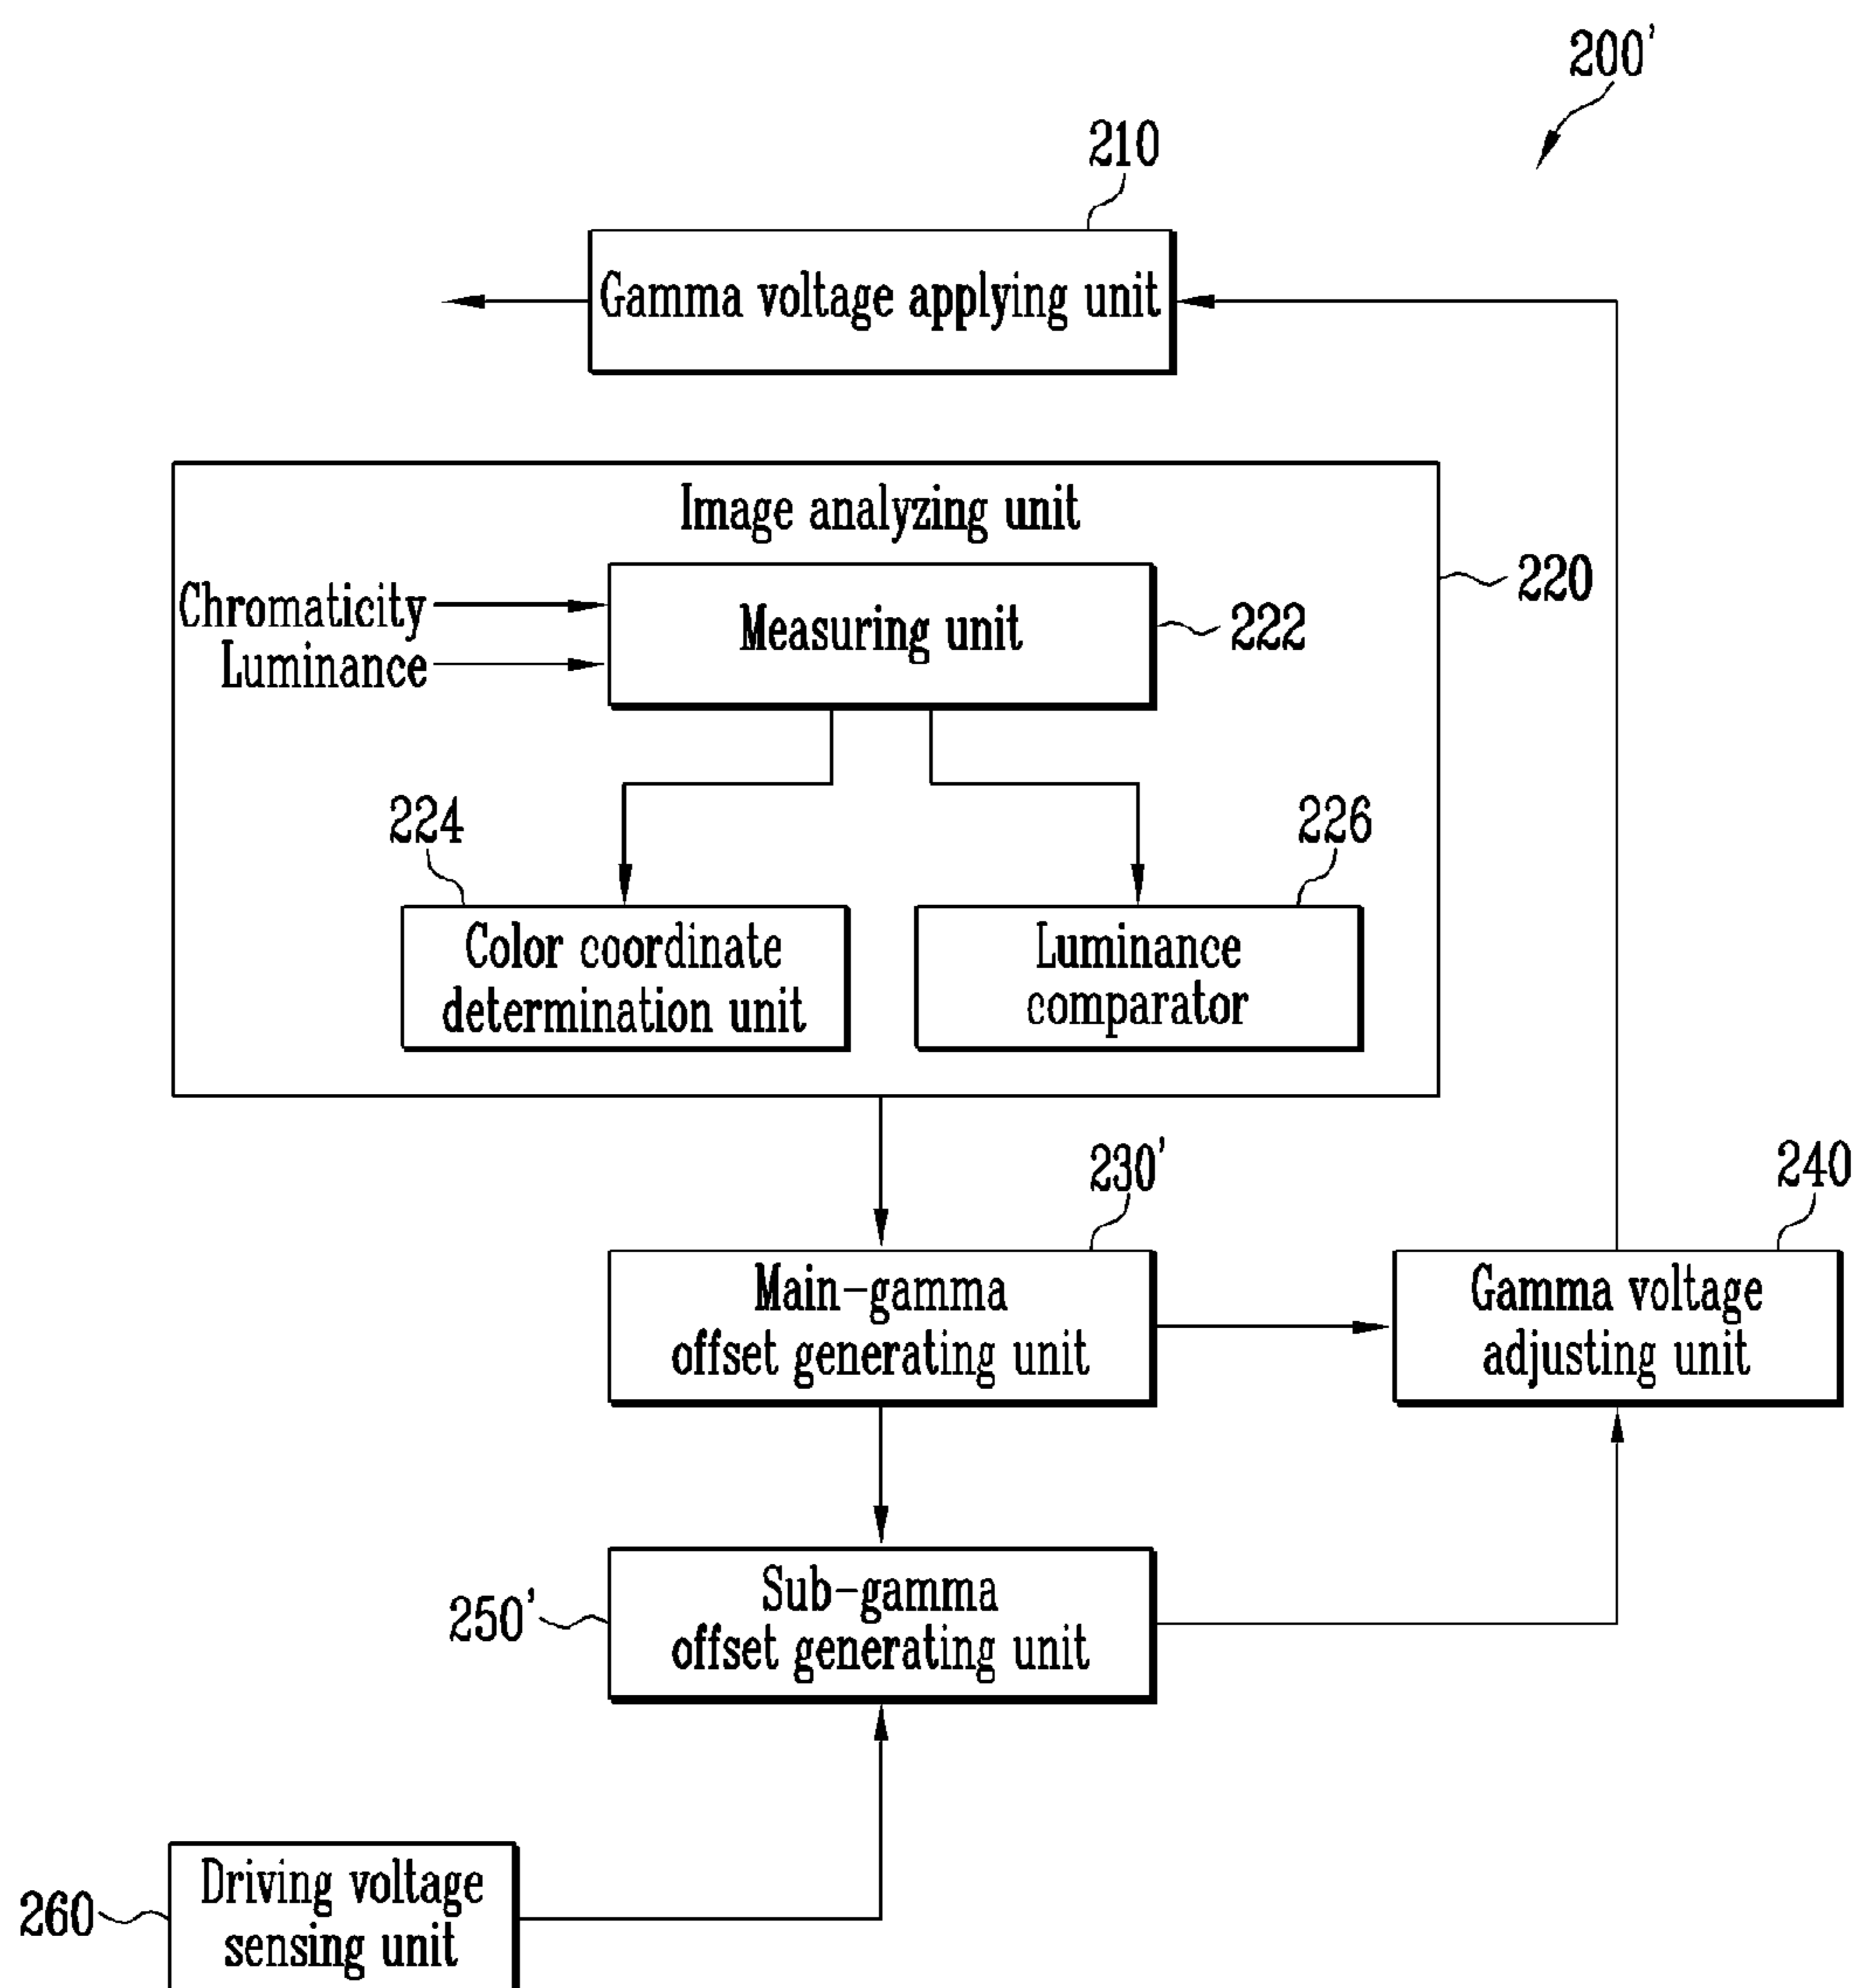 200'
210
Gamma voltage applying unit
Image analyzing unit
Chromaticity
Luminance
Measuring unit
220
222
224
226
Color coordinate
determination unit
Luminance
comparator
230'
240
Main-gamma
offset generating unit
Gamma voltage
adjusting unit
250'
Sub-gamma
offset generating unit
260
Driving voltage
sensing unit